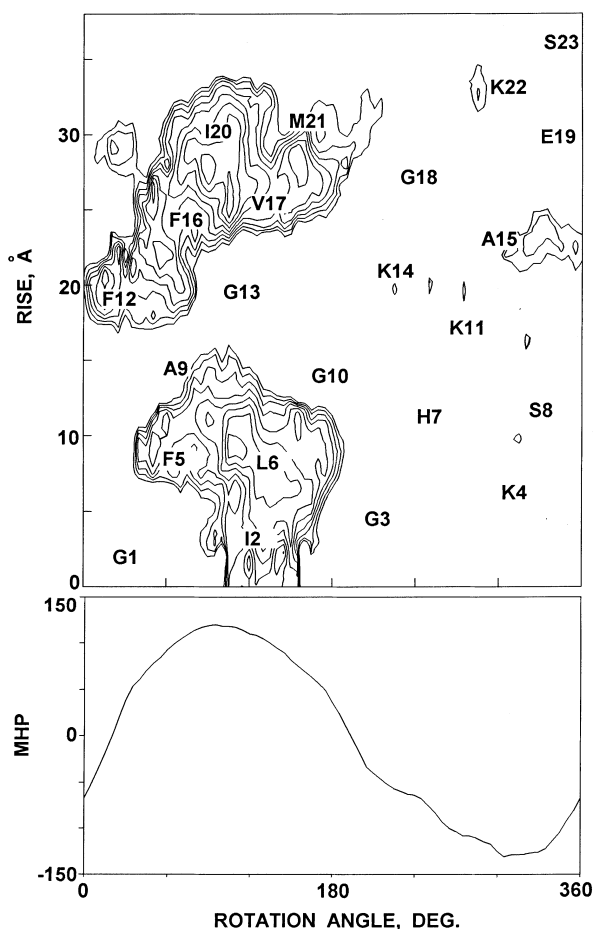 S23
K22
30
I20
M21
E19
G18
V17
F16
A15
K14
20
F12
G13
K11
RISE, Å
A9
G10
10
H7
S8
F5
L6
K4
G3
I2
G1
0
150
0
-150
MHP
0
180
360
ROTATION ANGLE, DEG.